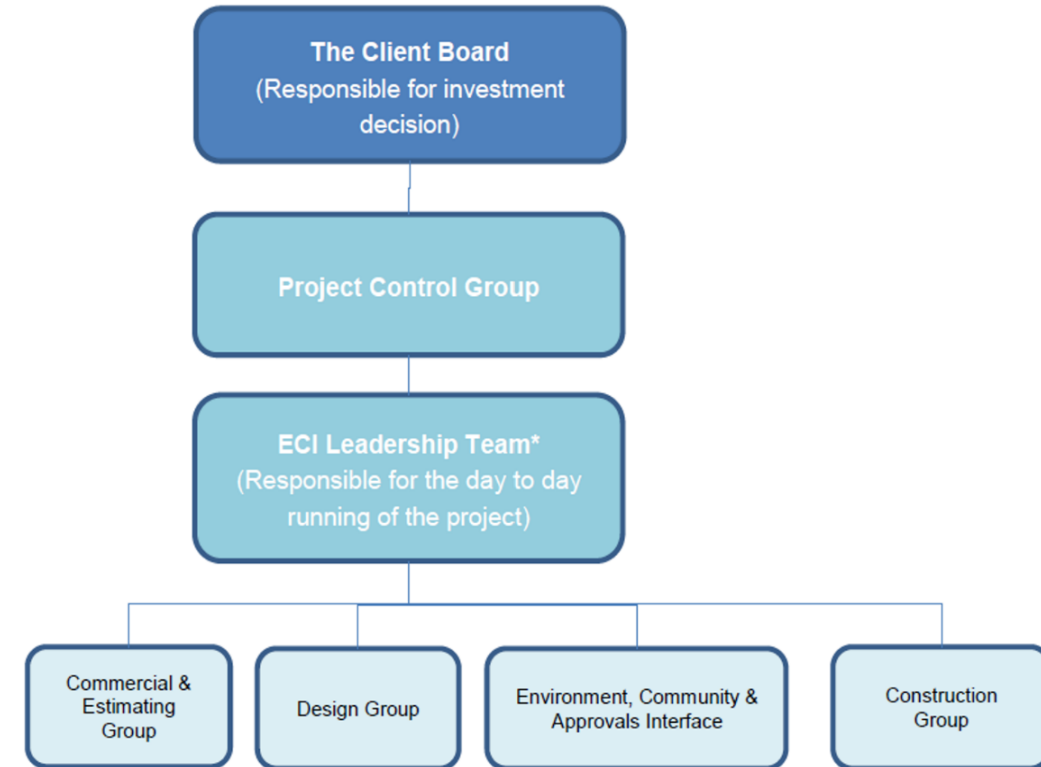 The Client Board
(Responsible for investment
decision)
Project Control Group
ECI Leadership Team*
(Responsible for the day to day
running of the project)
Commercial &
Estimating
Group
Design Group
Environment, Community &
Approvals Interface
Construction
Group